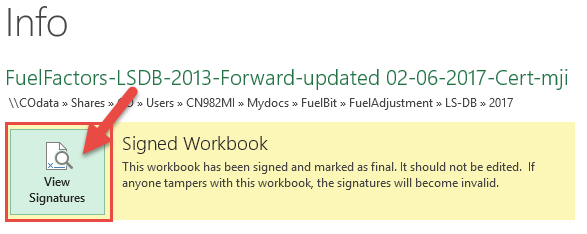 Info
FuelFactors-LSDB-2013-Forward-updated 02-06-2017-Cert-mji
\\COdata » Shares » » Users » CN982MI » Mydocs » FuelBit » FuelAdjustment » LS-DB » 2017
View
Signatures
Signed Workbook
This workbook has been signed and marked as final. It should not be edited. If
anyone tampers with this workbook, the signatures will become invalid.